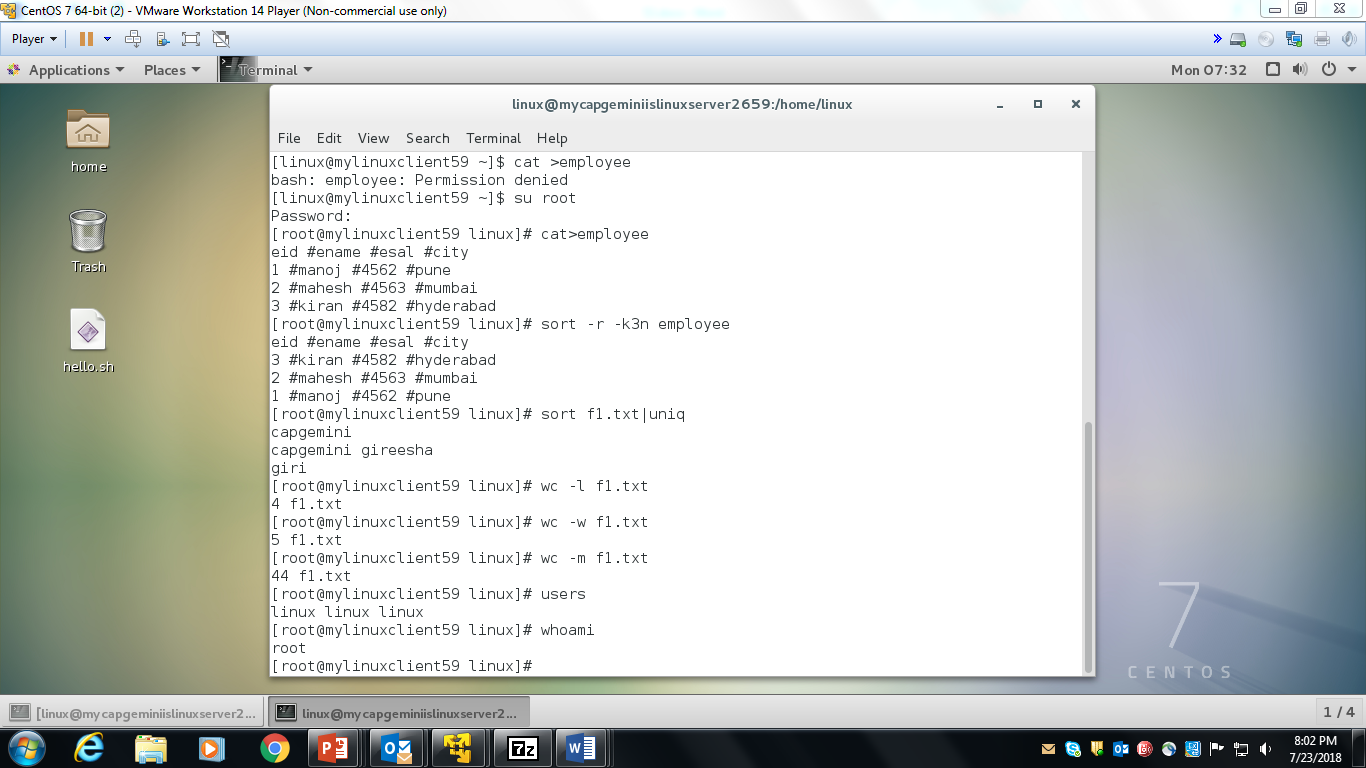 CentOS 7 64-bit (2) - VMware Workstation 14 Player (Non-commercial use only)
Player
Applications Places Terminal Mon 07:32
home
Trash
hello.sh
linux@mycapgeminiislinuxserver2659:/home/linux
File Edit View Search Terminal Help
[linux@mylinuxclient59 ~]$ cat >employee
bash: employee: Permission denied
[linux@mylinuxclient59 ~]$ su root
Password:
[root@mylinuxclient59 linux]# cat>employee
eid #ename #esal #city
1 #manoj #4562 #pune
2 #mahesh #4563 #mumbai
3 #kiran #4582 #hyderabad
[root@mylinuxclient59 linux]# sort -r -k3n employee
eid #ename #esal #city
3 #kiran #4582 #hyderabad
2 #mahesh #4563 #mumbai
1 #manoj #4562 #pune
[root@mylinuxclient59 linux]# sort f1.txt|uniq
capgemini
capgemini gireesha
giri
[root@mylinuxclient59 linux]# wc -l f1.txt
4 f1.txt
[root@mylinuxclient59 linux]# wc -w f1.txt
5 f1.txt
[root@mylinuxclient59 linux]# wc -m f1.txt
44 f1.txt
[root@mylinuxclient59 linux]# users
linux linux linux
[root@mylinuxclient59 linux]# whoami
root
[root@mylinuxclient59 linux]#
7
CENTOS
[linux@mycapgeminiislinuxserver2... linux@mycapgeminiislinuxserver2... 1 / 4
8:02 PM
7/23/2018